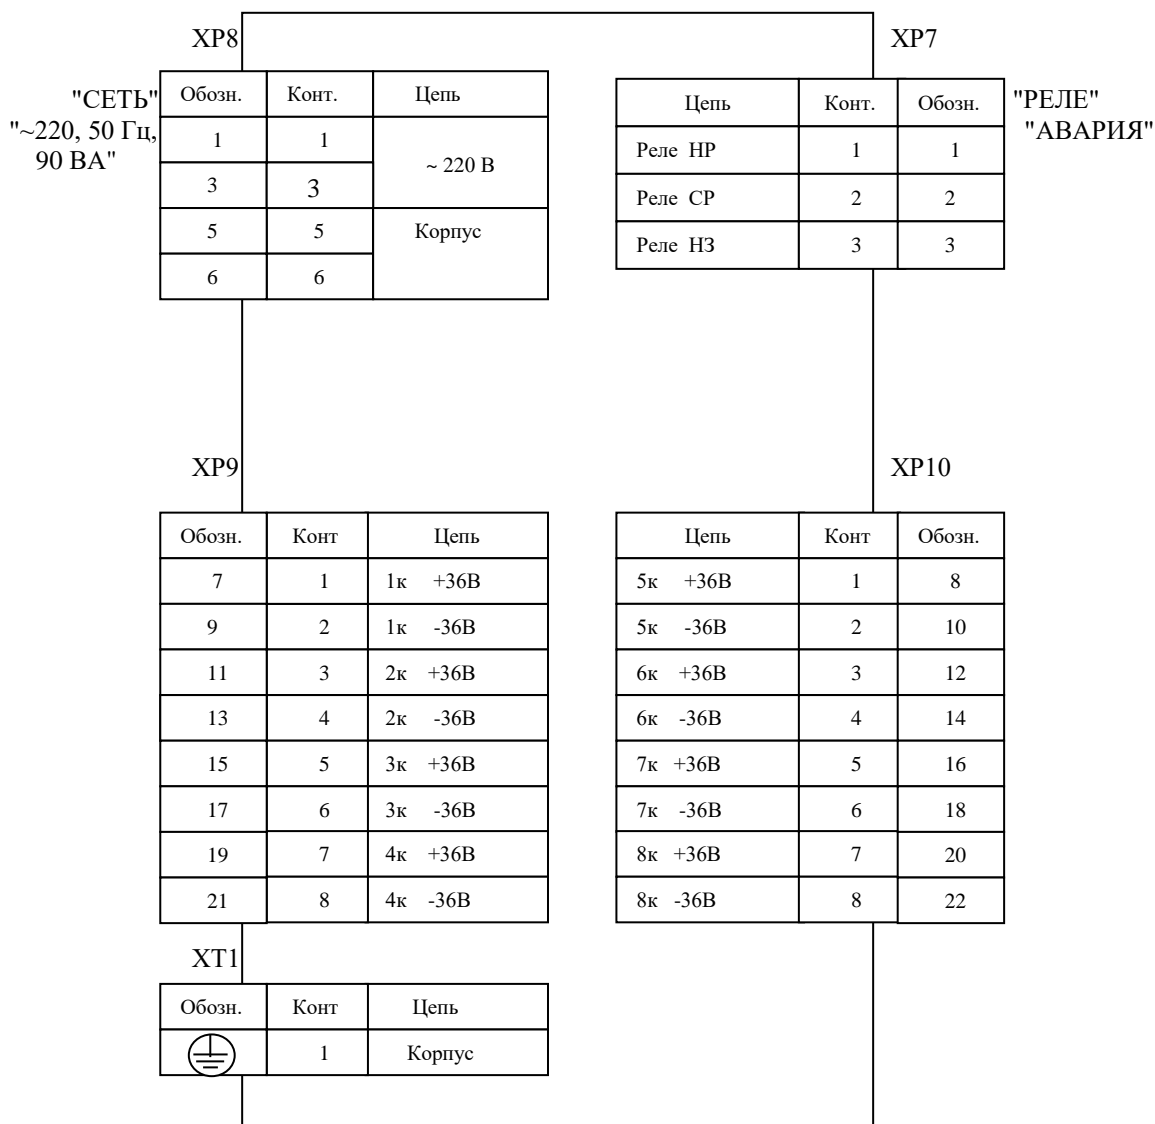 XP8
"СЕТЬ"
"~220, 50 Гц,
90 ВА"
Обозн. Конт. Цепь
1 1 ~ 220 В
3 3
5 5 Корпус
6 6
XP7
"РЕЛЕ"
"АВАРИЯ"
Цепь Конт. Обозн.
Реле НР 1 1
Реле СР 2 2
Реле НЗ 3 3
XP9
Обозн. Конт Цепь
7 1 1к +36В
9 2 1к -36В
11 3 2к +36В
13 4 2к -36В
15 5 3к +36В
17 6 3к -36В
19 7 4к +36В
21 8 4к -36В
XP10
Цепь Конт Обозн.
5к +36В 1 8
5к -36В 2 10
6к +36В 3 12
6к -36В 4 14
7к +36В 5 16
7к -36В 6 18
8к +36В 7 20
8к -36В 8 22
XT1
Обозн. Конт Цепь
1 Корпус